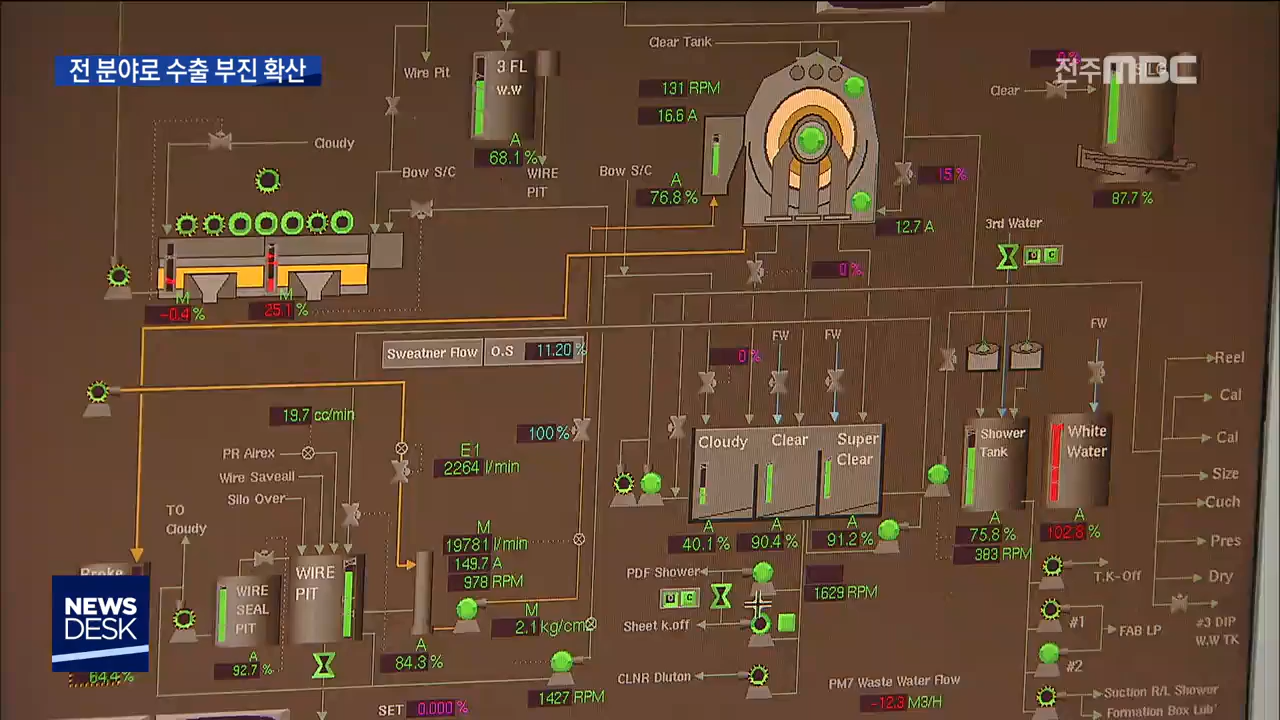 전 분야로 수출 부진 확산
전주MBC
Clear Tank
Wire Pit
3 FL
w.w
131 RPM
16.6 A
Clear
Cloudy
A
68.1 %
WIRE
PIT
Bow S/C
Bow S/C
A
76.8 %
15 %
12.7 A
87.7 %
3rd Water
0 %
M
-0.4 %
M
25.1 %
Sweatner Flow
O.S
11.20 %
0 %
FW
FW
FW
Reel
Cal
Cal
Size
Cuch
Pres
Dry
19.7 cc/min
100 %
PR Airex
Wire Saveall
Silo Over
E1
2264 l/min
Cloudy
Clear
Super
Clear
Shower
Tank
White
Water
TO
Cloudy
M
19781 l/min
149.7 A
978 RPM
A
40.1 %
A
90.4 %
A
91.2 %
A
75.8 %
383 RPM
A
102.8 %
Broke
WIRE
SEAL
PIT
WIRE
PIT
PDF Shower
1629 RPM
T.K-Off
M
2.1 kg/cm
Sheet k.off
#1
#2
FAB LP
#3 DIP
W.W TK
NEWS
DESK
A
92.7 %
A
84.3 %
64.4 %
CLNR Diuton
PM7 Waste Water Flow
-12.3 M3/H
1427 RPM
SET
0.000 %
Suction R/L Shower
Formation Box Lub'